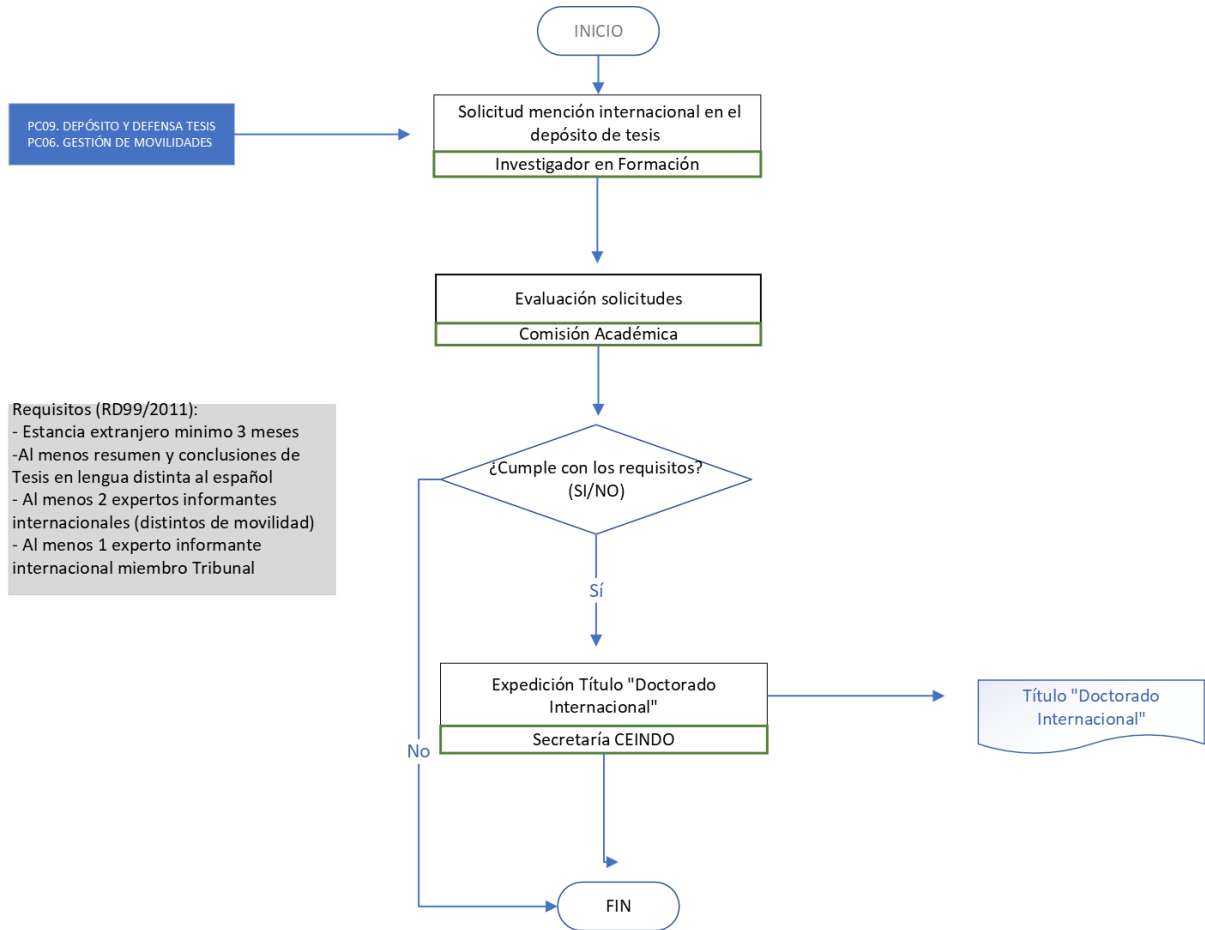 INICIO
PC09. DEPÓSITO Y DEFENSA TESIS
PC06. GESTIÓN DE MOVILIDADES
Solicitud mención internacional en el
depósito de tesis
Investigador en Formación
Evaluación solicitudes
Comisión Académica
Requisitos (RD99/2011):
- Estancia extranjero minimo 3 meses
-Al menos resumen y conclusiones de
Tesis en lengua distinta al español
- Al menos 2 expertos informantes
internacionales (distintos de movilidad)
- Al menos 1 experto informante
internacional miembro Tribunal
¿Cumple con los requisitos?
(SI/NO)
Sí
Expedición Título "Doctorado
Internacional"
Secretaría CEINDO
Título "Doctorado
Internacional"
No
FIN